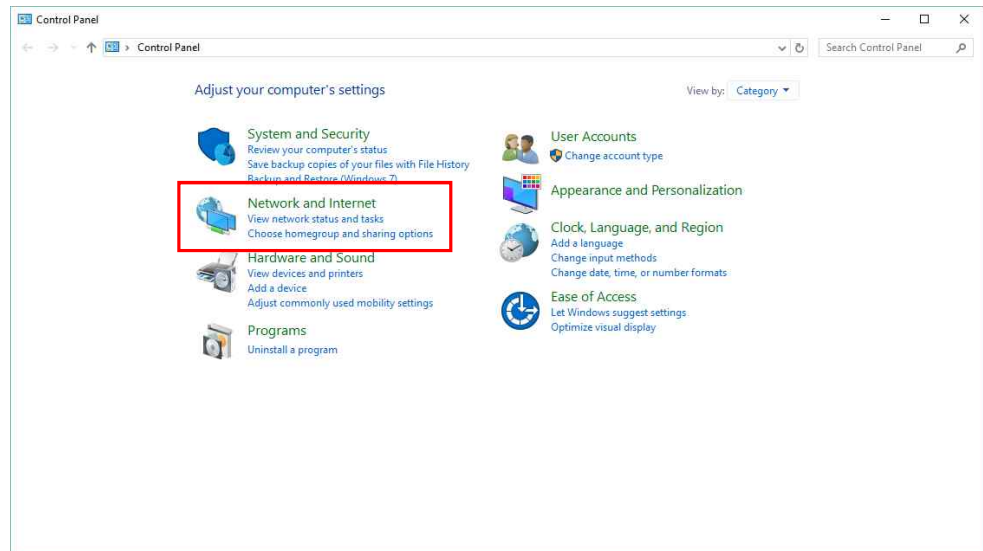 Control Panel
Control Panel
Search Control Panel
Adjust your computer's settings
View by: Category
System and Security
Review your computer's status
Save backup copies of your files with File History
Backup and Restore (Windows 7)
Network and Internet
View network status and tasks
Choose homegroup and sharing options
Hardware and Sound
View devices and printers
Add a device
Adjust commonly used mobility settings
Programs
Uninstall a program
User Accounts
Change account type
Appearance and Personalization
Clock, Language, and Region
Add a language
Change input methods
Change date, time, or number formats
Ease of Access
Let Windows suggest settings
Optimize visual display